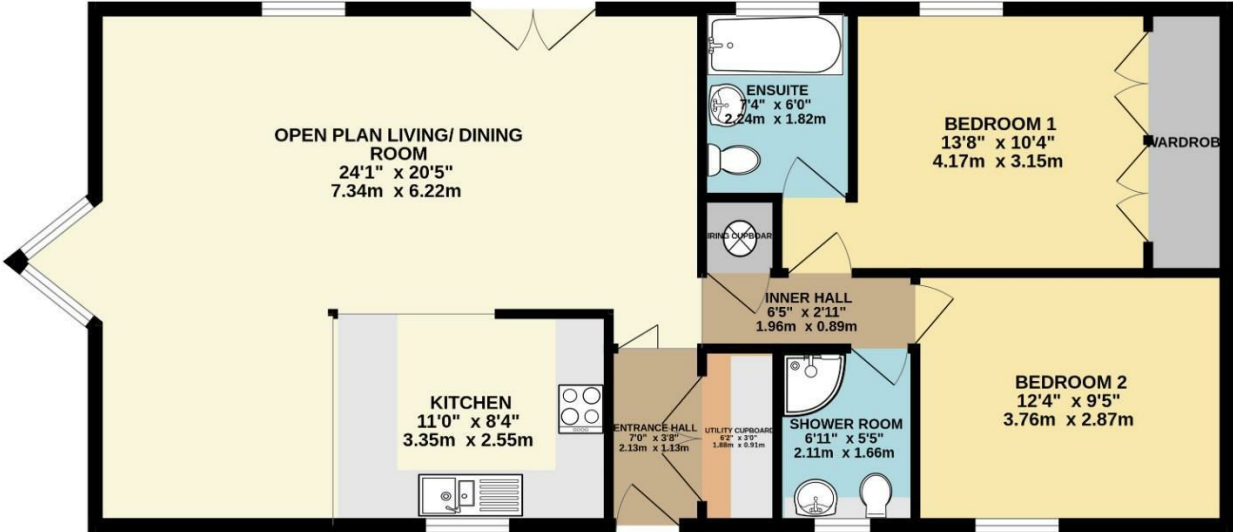 OPEN PLAN LIVING/ DINING
ROOM
24'1" x 20'5"
7.34m x 6.22m
ENSUITE
7'4" x 6'0"
2.24m x 1.82m
BEDROOM 1
13'8" x 10'4"
4.17m x 3.15m
WARDROB
IRING CUPBOAR
INNER HALL
6'5" x 2'11"
1.96m x 0.89m
KITCHEN
11'0" x 8'4"
3.35m x 2.55m
ENTRANCE HALL
7'0" x 3'8"
2.13m x 1.13m
UTILITY CUPBOARD
6'2" x 3'0"
1.88m x 0.91m
SHOWER ROOM
6'11" x 5'5"
2.11m x 1.66m
BEDROOM 2
12'4" x 9'5"
3.76m x 2.87m